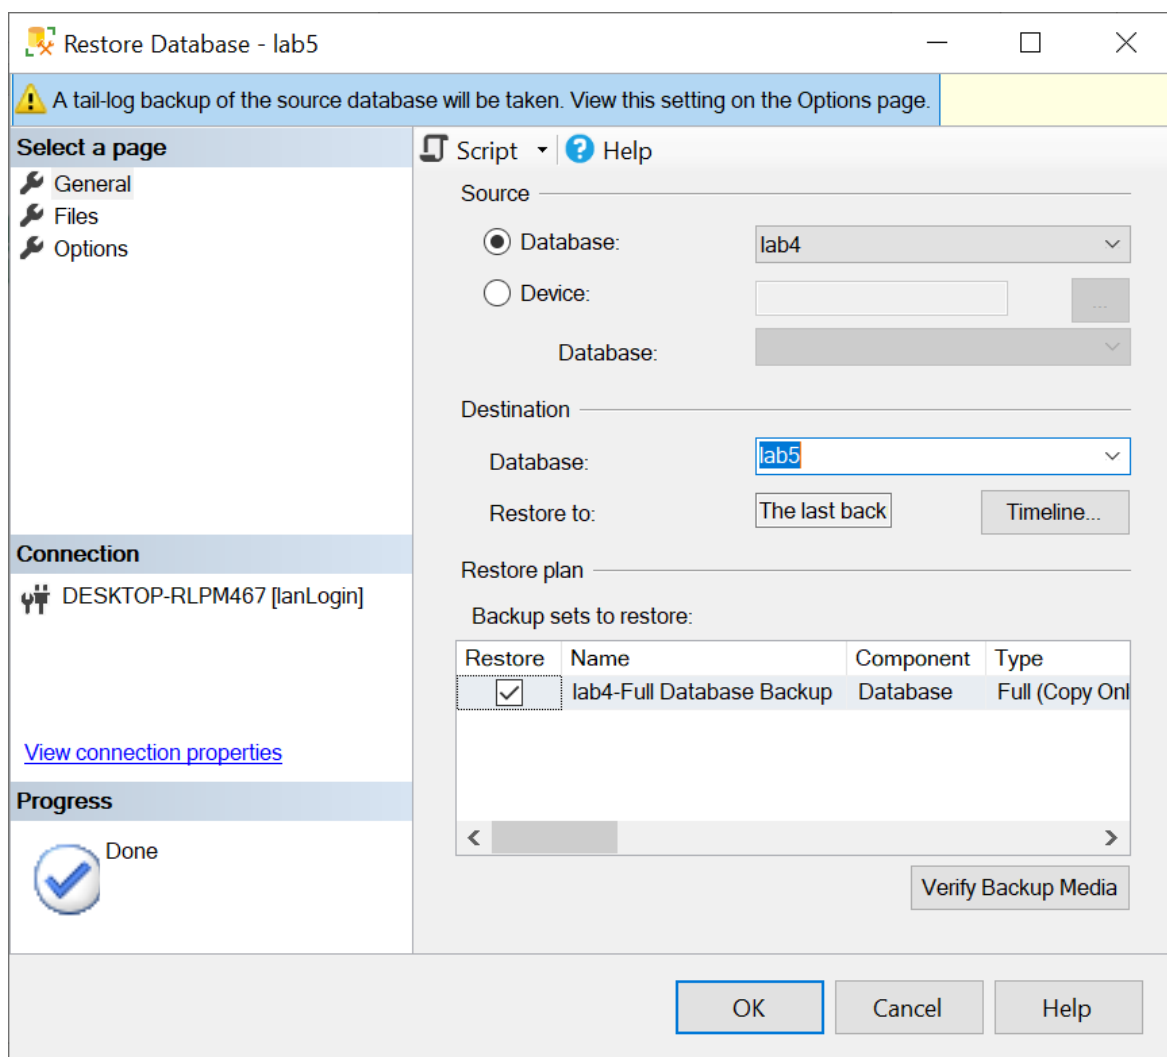 Restore Database - lab5
A tail-log backup of the source database will be taken. View this setting on the Options page.
Select a page
General
Files
Options
Script
Help
Source
Database:
lab4
Device:
...
Database:
Destination
Database:
lab5
Restore to:
The last back
Timeline...
Restore plan
Backup sets to restore:
Restore Name Component Type
lab4-Full Database Backup Database Full (Copy Onl
Verify Backup Media
Connection
DESKTOP-RLPM467 [lanLogin]
View connection properties
Progress
Done
OK
Cancel
Help